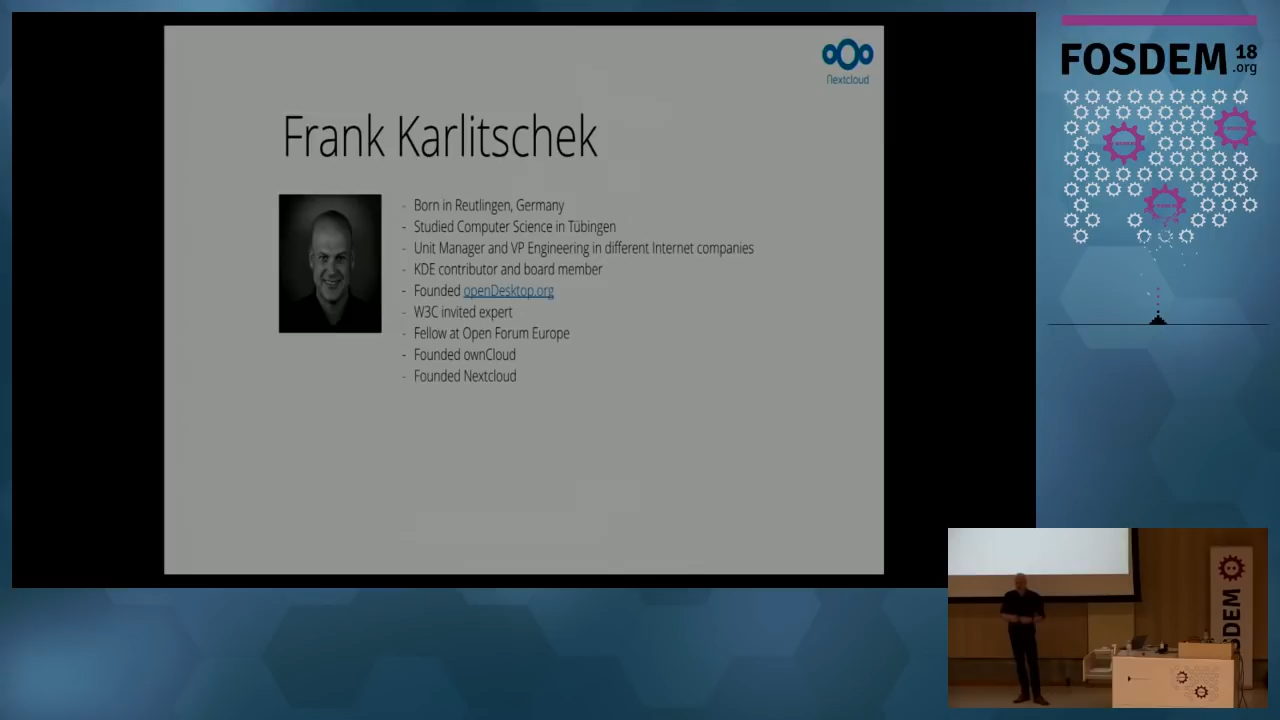 Nextcloud
Frank Karlitschek
- Born in Reutlingen, Germany
- Studied Computer Science in Tübingen
- Unit Manager and VP Engineering in different Internet companies
- KDE contributor and board member
- Founded openDesktop.org
- W3C invited expert
- Fellow at Open Forum Europe
- Founded ownCloud
- Founded Nextcloud
FOSDEM 18
.org